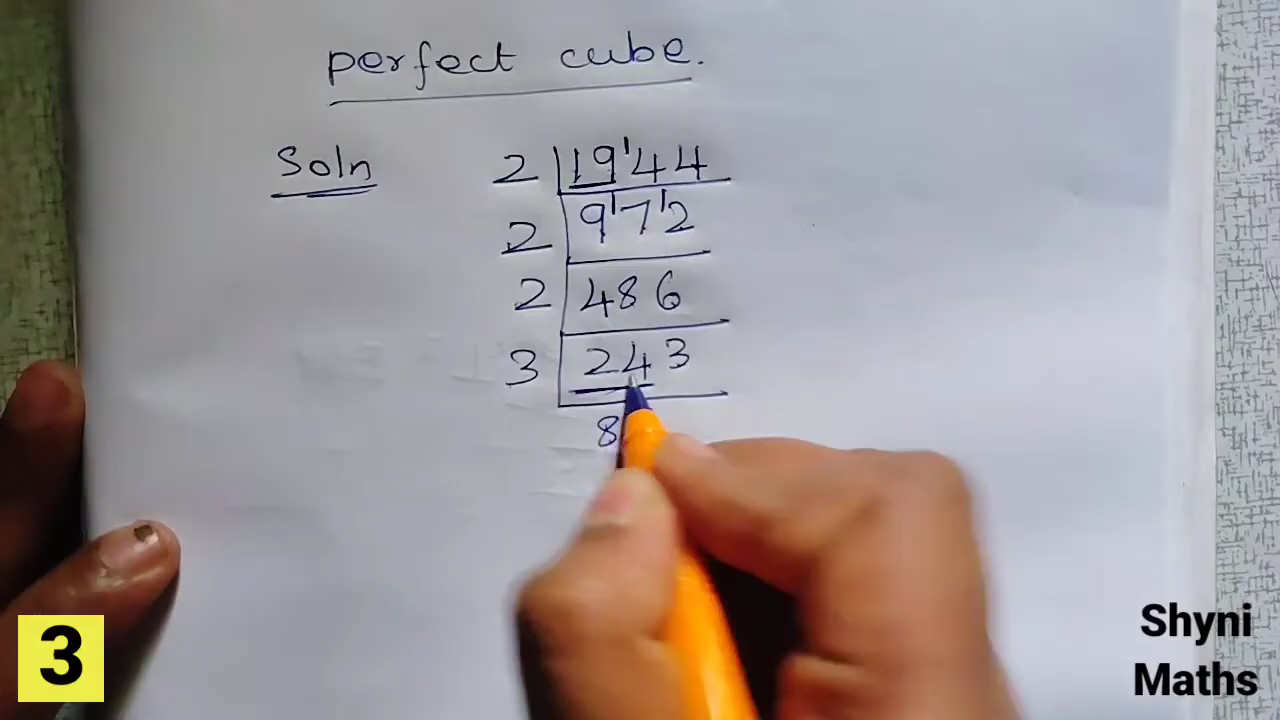 perfect cube.
Soln
2 | 19'44
2 | 9'7'2
2 | 486
3 | 243
8
3
Shyni
Maths